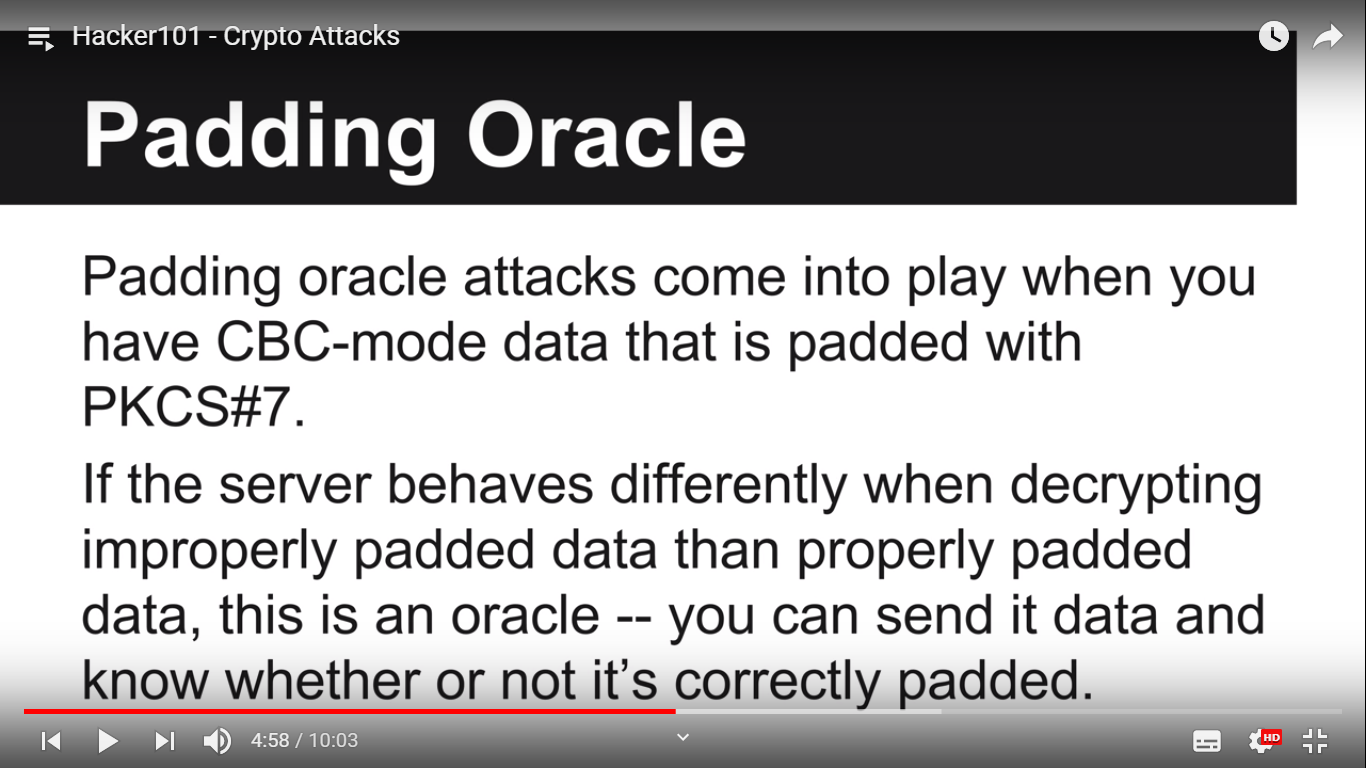 Hacker101 - Crypto Attacks
Padding Oracle
Padding oracle attacks come into play when you
have CBC-mode data that is padded with
PKCS#7.
If the server behaves differently when decrypting
improperly padded data than properly padded
data, this is an oracle -- you can send it data and
know whether or not it’s correctly padded.
4:58 / 10:03
HD